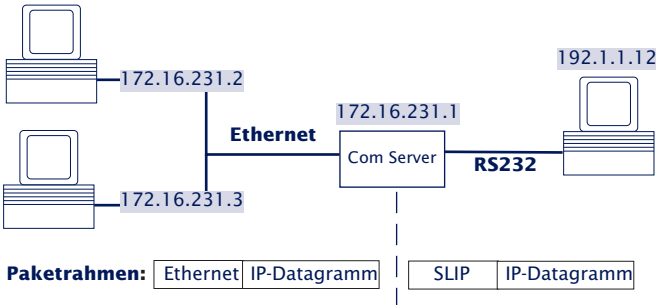 192.1.1.12
172.16.231.2
172.16.231.1
Ethernet
Com Server
RS232
172.16.231.3
Paketrahmen: Ethernet IP-Datagramm SLIP IP-Datagramm